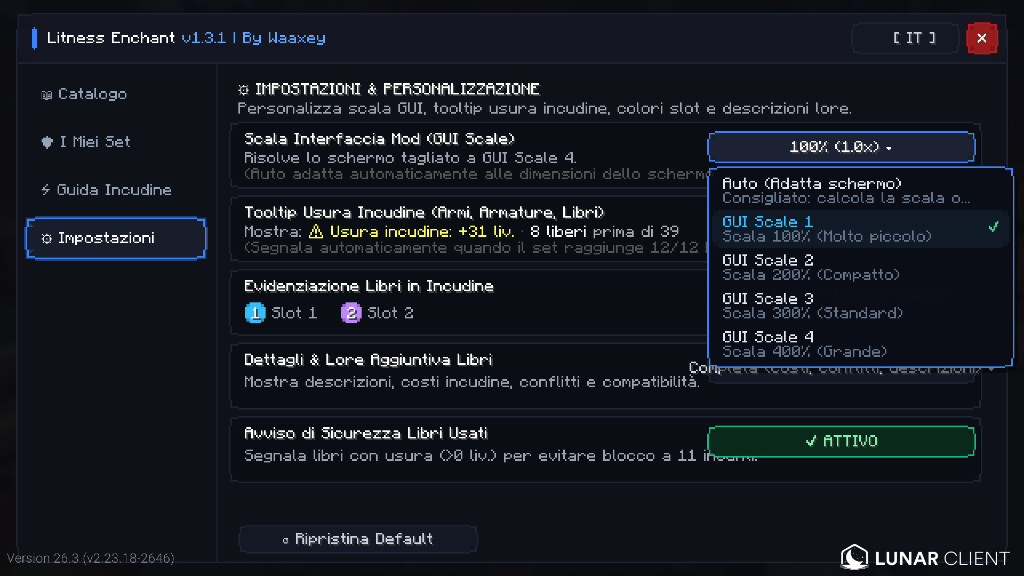 Litness Enchant v1.3.1 | By Waaxey
[ IT ]
Catalogo
I Miei Set
Guida Incudine
Impostazioni
IMPOSTAZIONI & PERSONALIZZAZIONE
Personalizza scala GUI, tooltip usura incudine, colori slot e descrizioni lore.
Scala Interfaccia Mod (GUI Scale)
Risolve lo schermo tagliato a GUI Scale 4.
(Auto adatta automaticamente alle dimensioni dello scherm
100% (1.0x)
Auto (Adatta schermo)
Consigliato: calcola la scala o...
GUI Scale 1 ✓
Scala 100% (Molto piccolo)
GUI Scale 2
Scala 200% (Compatto)
GUI Scale 3
Scala 300% (Standard)
GUI Scale 4
Scala 400% (Grande)
Tooltip Usura Incudine (Armi, Armature, Libri)
Mostra: ⚠ Usura incudine: +31 liv. · 8 liberi prima di 39
(Segnala automaticamente quando il set raggiunge 12/12
Evidenziazione Libri in Incudine
1 Slot 1 2 Slot 2
Dettagli & Lore Aggiuntiva Libri
Completa (costi, conflitti, descrizioni)
Mostra descrizioni, costi incudine, conflitti e compatibilità.
Avviso di Sicurezza Libri Usati
Segnala libri con usura (>0 liv.) per evitare blocco a 11 incanti.
✓ ATTIVO
Ripristina Default
Version 26.3 (v2.23.18-2646)
LUNAR CLIENT